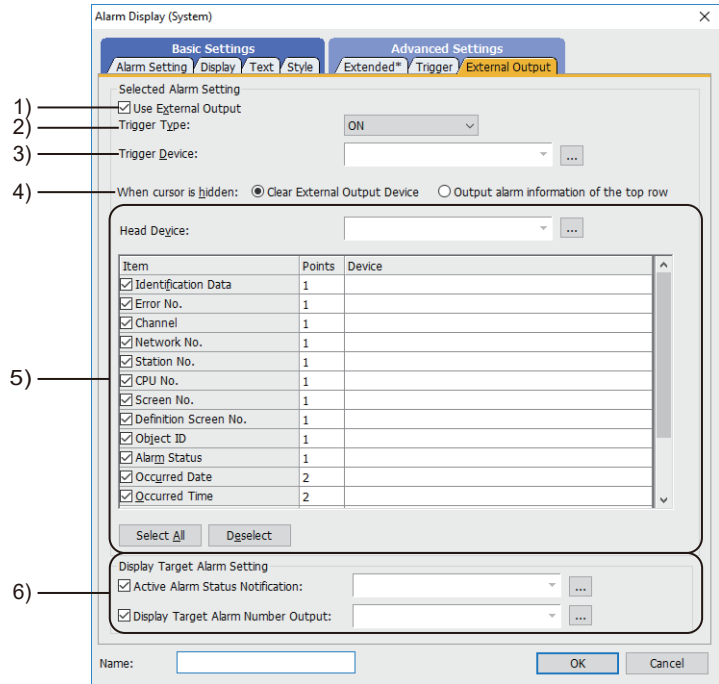 Alarm Display (System)
Basic Settings
Advanced Settings
Alarm Setting Display Text Style Extended* Trigger External Output
Selected Alarm Setting
1) Use External Output
2) Trigger Type: ON
3) Trigger Device: ...
4) When cursor is hidden: Clear External Output Device Output alarm information of the top row
Head Device: ...
Item Points Device
Identification Data 1
Error No. 1
Channel 1
Network No. 1
Station No. 1
5) CPU No. 1
Screen No. 1
Definition Screen No. 1
Object ID 1
Alarm Status 1
Occurred Date 2
Occurred Time 2
Select All Deselect
Display Target Alarm Setting
6) Active Alarm Status Notification: ...
Display Target Alarm Number Output: ...
Name: OK Cancel